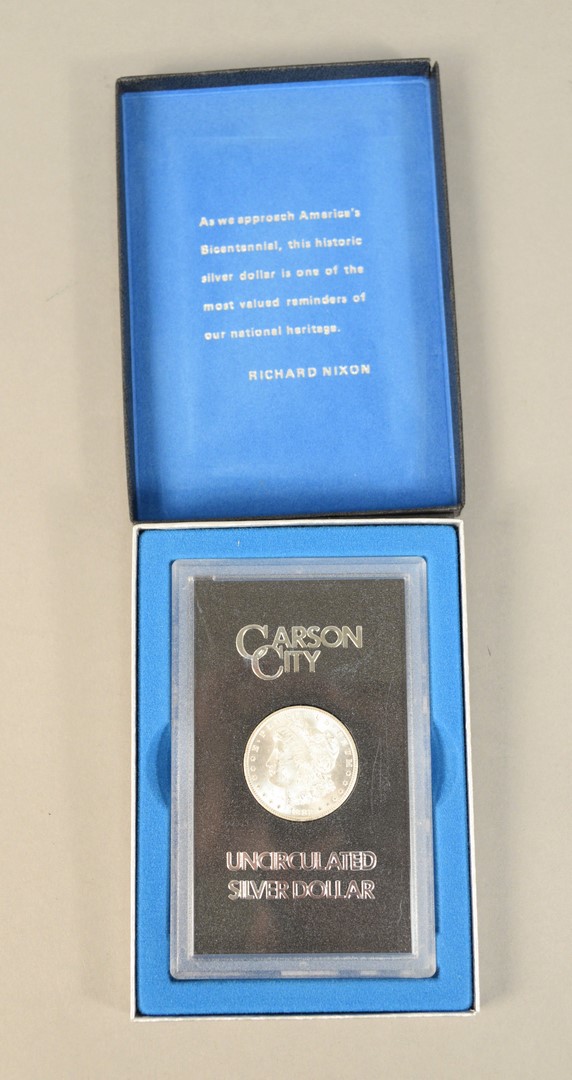 As we approach America's
Bicentennial, this historic
silver dollar is one of the
most valued reminders of
our national heritage.
RICHARD NIXON
CARSON
CITY
UNCIRCULATED
SILVER DOLLAR